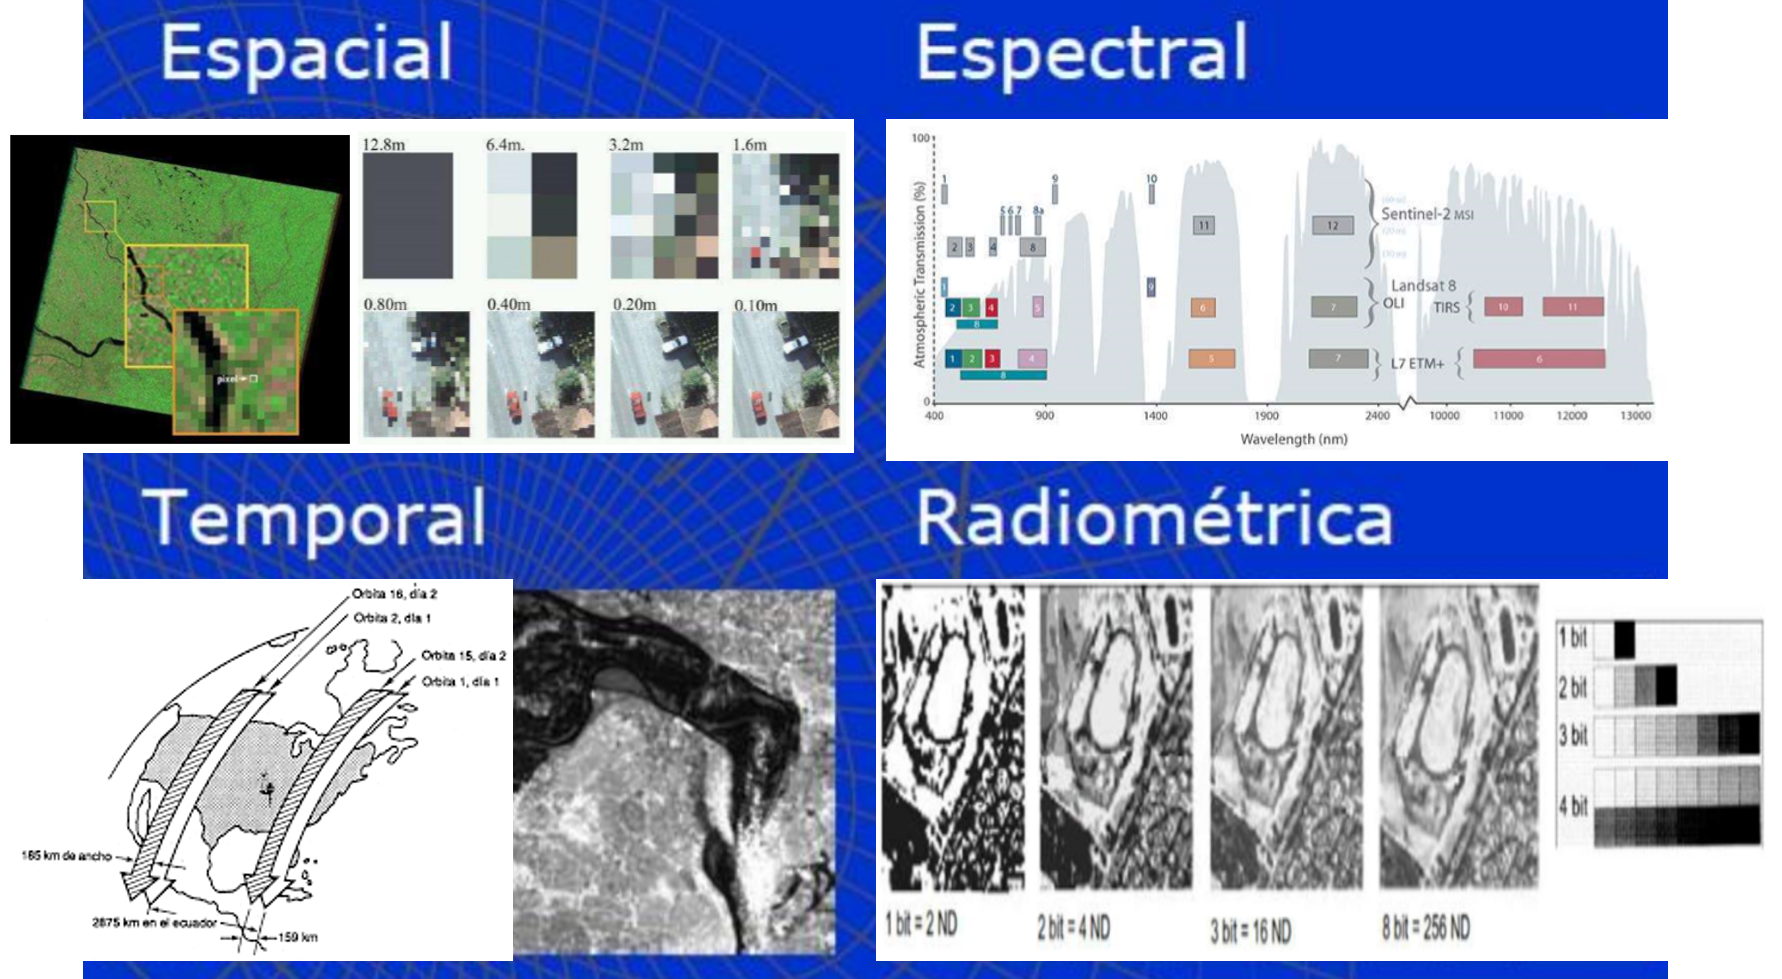 Espacial
Espectral
12.8m
6.4m.
3.2m
1.6m
0.80m
0.40m
0.20m
0.10m
pixel
Atmospheric Transmission (%)
100
0
1
9
10
5 6 7
8a
11
12
2
3
4
8
Sentinel-2 MSI
1
9
2
3
4
5
6
7
8
Landsat 8
OLI
TIRS
10
11
1
2
3
4
5
7
8
L7 ETM+
6
400
900
1400
1900
2400
10000
11000
12000
13000
Wavelength (nm)
Temporal
Radiométrica
Orbita 16, día 2
Orbita 2, día 1
Orbita 15, día 2
Orbita 1, día 1
185 km de ancho
2875 km en el ecuador
159 km
1 bit = 2 ND
2 bit = 4 ND
3 bit = 16 ND
8 bit = 256 ND
1 bit
2 bit
3 bit
4 bit